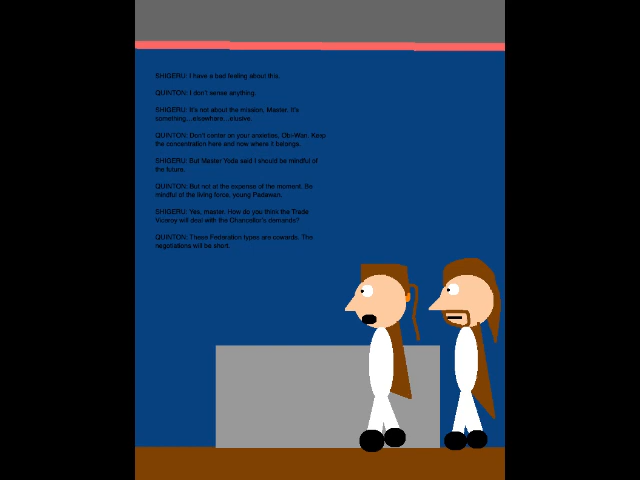 SHIGERU: I have a bad feeling about this.
QUINTON: I don't sense anything.
SHIGERU: It's not about the mission, Master. It's
something...elsewhere...elusive.
QUINTON: Don't center on your anxieties, Obi-Wan. Keep
the concentration here and now where it belongs.
SHIGERU: But Master Yoda said I should be mindful of
the future.
QUINTON: But not at the expense of the moment. Be
mindful of the living force, young Padawan.
SHIGERU: Yes, master. How do you think the Trade
Viceroy will deal with the Chancellor's demands?
QUINTON: These Federation types are cowards. The
negotiations will be short.